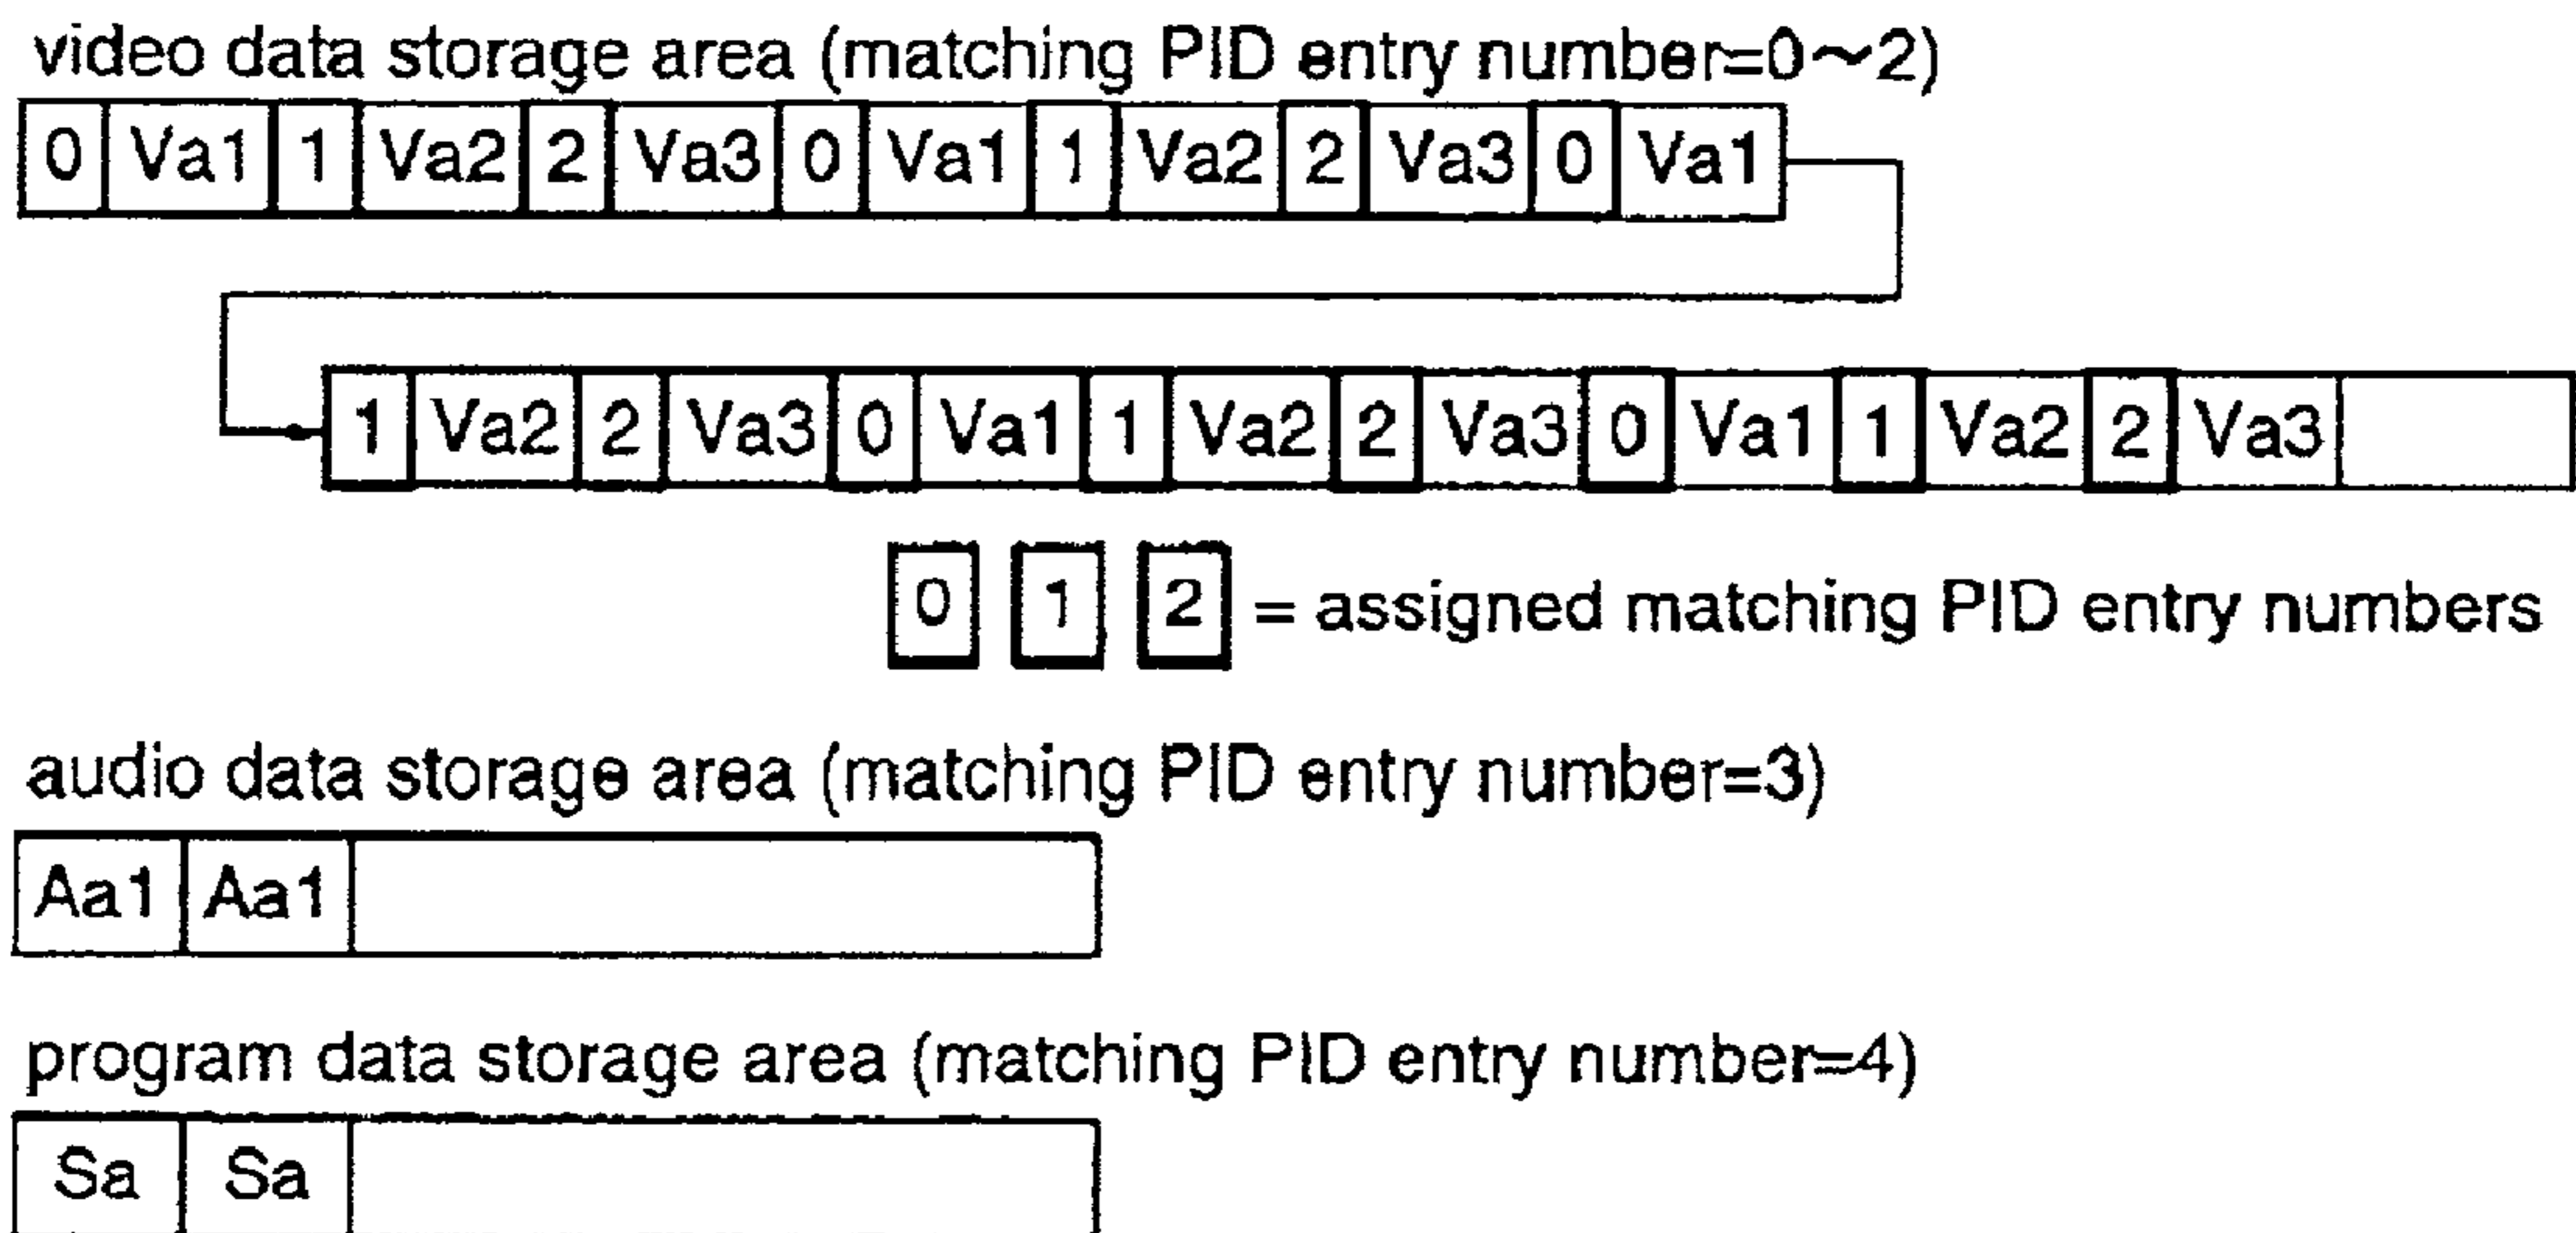 video data storage area (matching PID entry number=0～2)
0 Va1 1 Va2 2 Va3 0 Va1 1 Va2 2 Va3 0 Va1
1 Va2 2 Va3 0 Va1 1 Va2 2 Va3 0 Va1 1 Va2 2 Va3
0 1 2 = assigned matching PID entry numbers
audio data storage area (matching PID entry number=3)
Aa1 Aa1
program data storage area (matching PID entry number=4)
Sa Sa